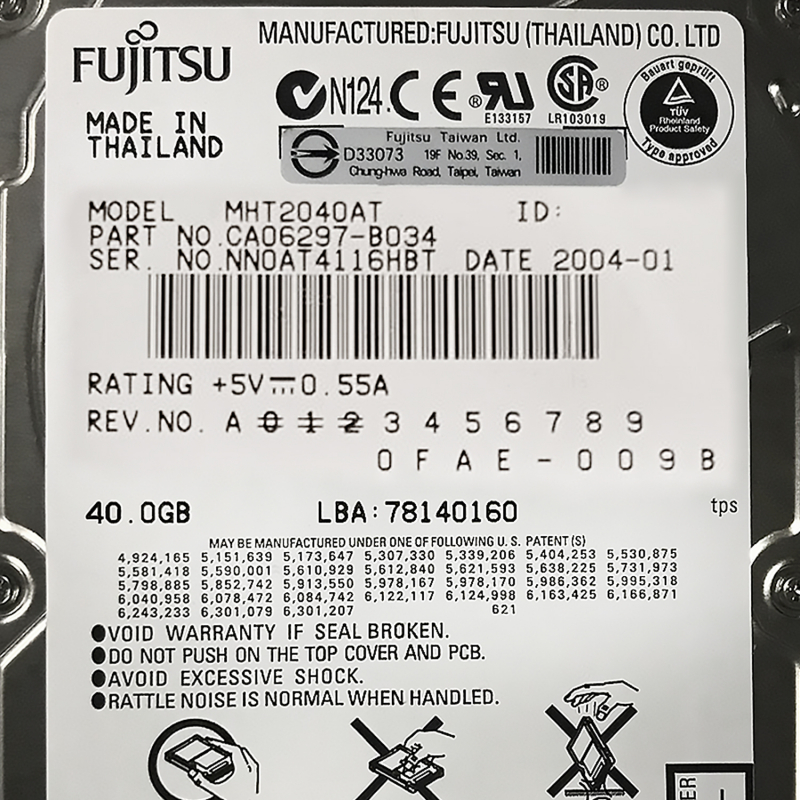 FUJITSU
MANUFACTURED:FUJITSU (THAILAND) CO. LTD
MADE IN
THAILAND
N124
CE
E133157
SA
LR103019
Bauart geprüft
TÜV
Rheinland
Product Safety
Type approved
D33073
Fujitsu Taiwan Ltd.
19F No.39, Sec. 1,
Chung-hwa Road, Taipei, Taiwan
MODEL MHT2040AT ID:
PART NO.CA06297-B034
SER. NO.NN0AT4116HBT DATE 2004-01
RATING +5V⎓0.55A
REV.NO. A 0 1 2 3 4 5 6 7 8 9
0FAE-009B
40.0GB LBA:78140160 tps
MAY BE MANUFACTURED UNDER ONE OF FOLLOWING U.S. PATENT(S)
4,924,165 5,151,639 5,173,647 5,307,330 5,339,206 5,404,253 5,530,875
5,581,418 5,590,001 5,610,929 5,612,840 5,621,593 5,638,225 5,731,973
5,798,885 5,852,742 5,913,550 5,978,167 5,978,170 5,986,362 5,995,318
6,040,958 6,078,472 6,084,742 6,122,117 6,124,998 6,163,425 6,166,871
6,243,233 6,301,079 6,301,207 621
●VOID WARRANTY IF SEAL BROKEN.
●DO NOT PUSH ON THE TOP COVER AND PCB.
●AVOID EXCESSIVE SHOCK.
●RATTLE NOISE IS NORMAL WHEN HANDLED.